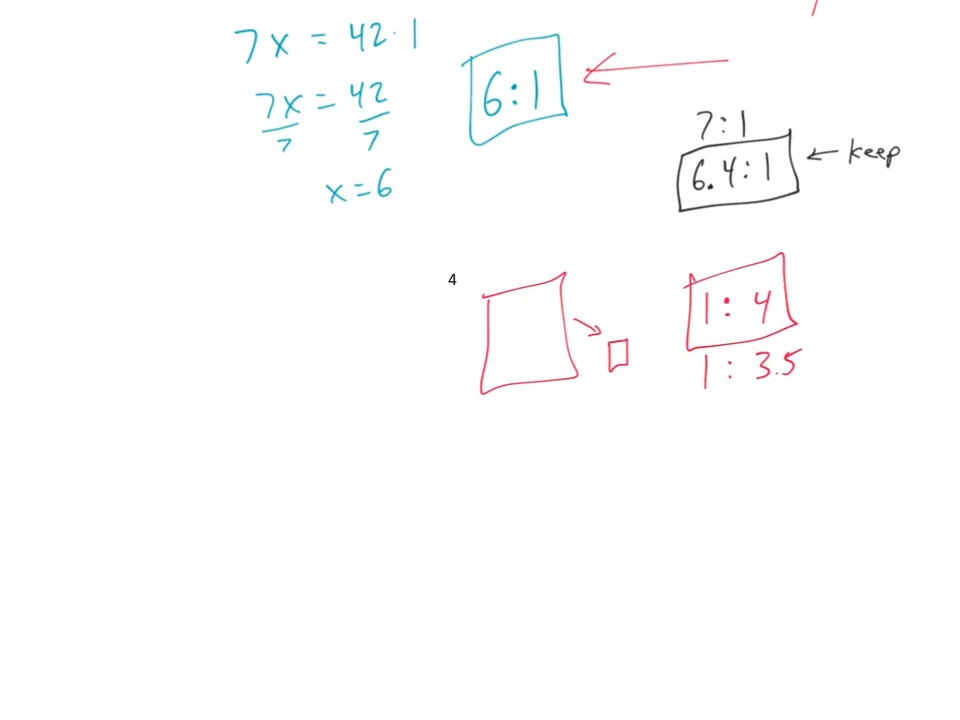 7x = 42·1
7x = 42
7 7
x = 6
6:1
7:1
6.4:1 ← keep
4
1: 4
1: 3.5